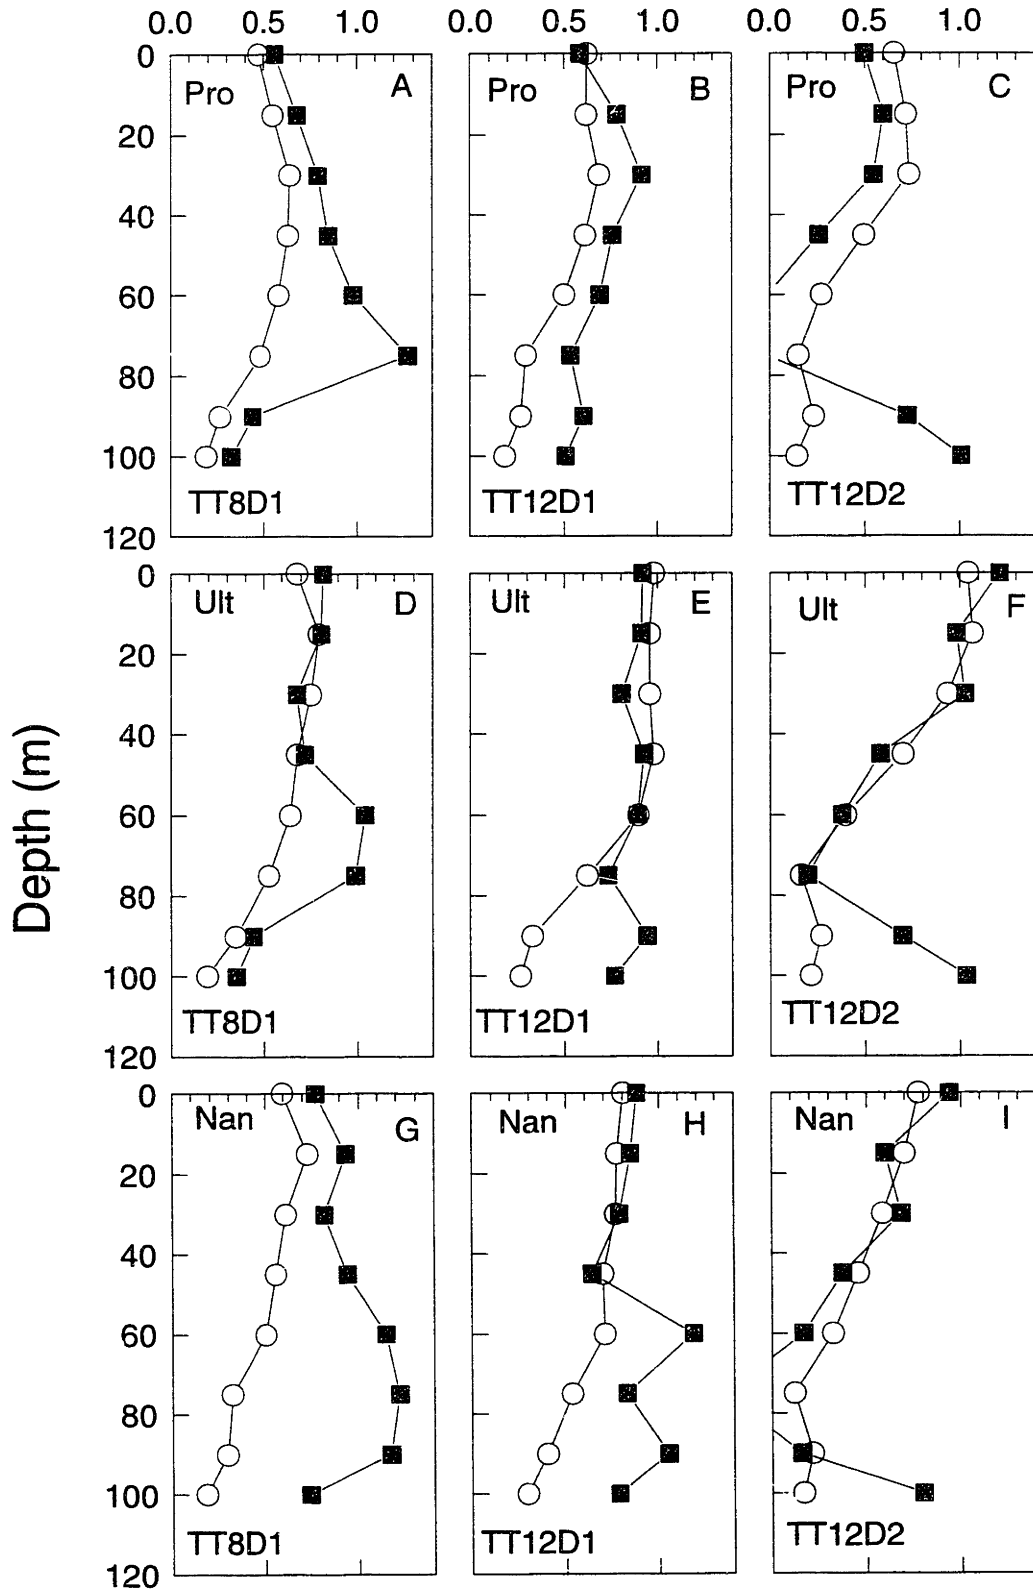 0.0 0.5 1.0 0.0 0.5 1.0 0.0 0.5 1.0
0
20
40
60
80
100
120
Pro A
TT8D1
Pro B
TT12D1
Pro C
TT12D2
Depth (m)
0
20
40
60
80
100
120
Ult D
TT8D1
Ult E
TT12D1
Ult F
TT12D2
0
20
40
60
80
100
120
Nan G
TT8D1
Nan H
TT12D1
Nan I
TT12D2